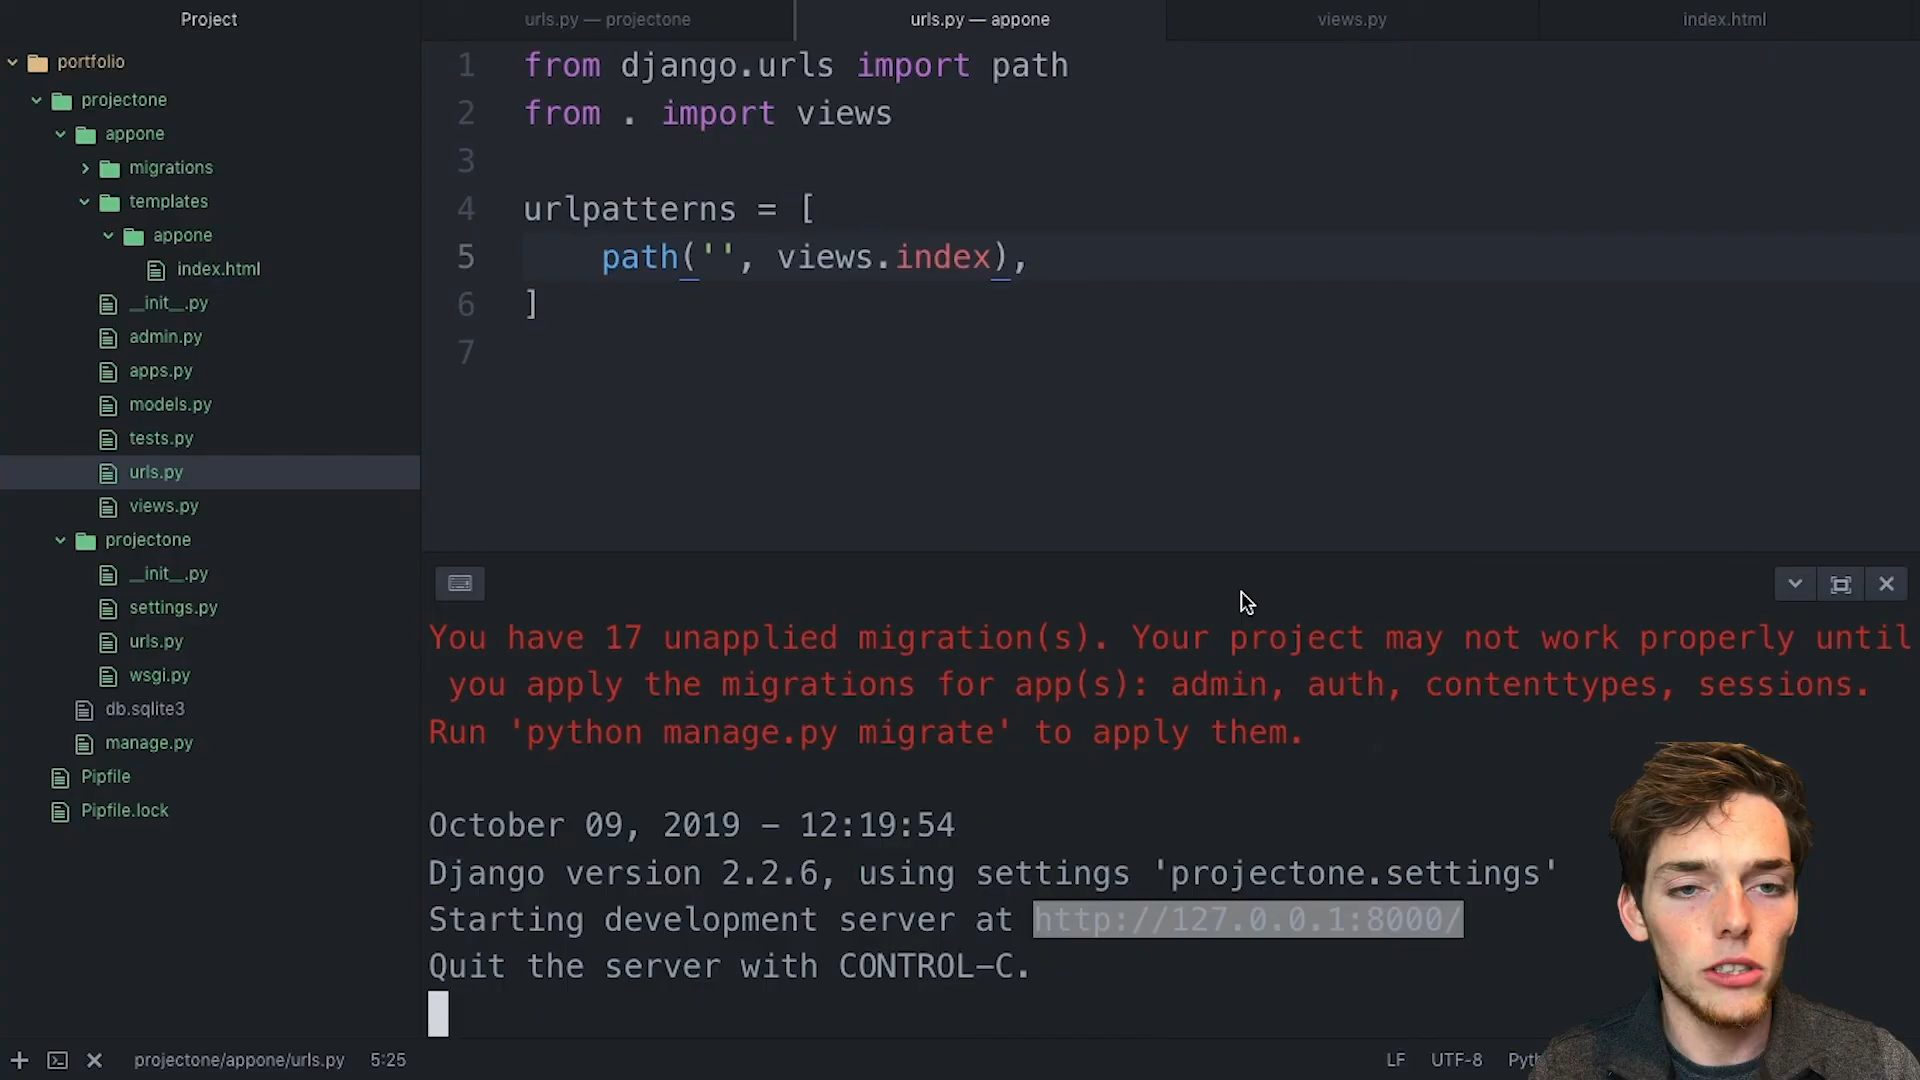 Project
urls.py — projectone
urls.py — appone
views.py
index.html
portfolio
projectone
appone
migrations
templates
appone
index.html
__init__.py
admin.py
apps.py
models.py
tests.py
urls.py
views.py
projectone
__init__.py
settings.py
urls.py
wsgi.py
db.sqlite3
manage.py
Pipfile
Pipfile.lock
1 from django.urls import path
2 from . import views
3
4 urlpatterns = [
5 path('', views.index),
6 ]
7
You have 17 unapplied migration(s). Your project may not work properly until
you apply the migrations for app(s): admin, auth, contenttypes, sessions.
Run 'python manage.py migrate' to apply them.
October 09, 2019 - 12:19:54
Django version 2.2.6, using settings 'projectone.settings'
Starting development server at http://127.0.0.1:8000/
Quit the server with CONTROL-C.
projectone/appone/urls.py 5:25
LF UTF-8